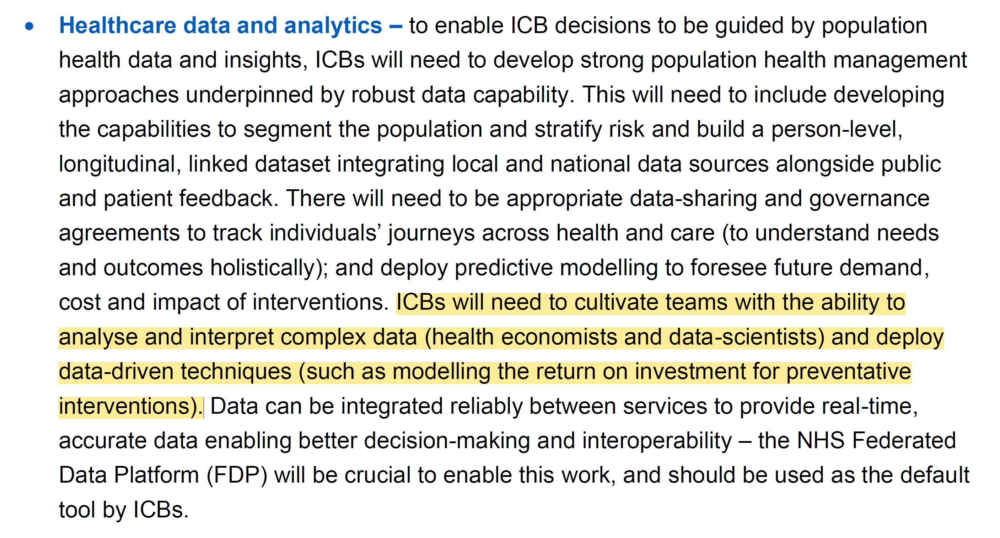 • Healthcare data and analytics – to enable ICB decisions to be guided by population
health data and insights, ICBs will need to develop strong population health management
approaches underpinned by robust data capability. This will need to include developing
the capabilities to segment the population and stratify risk and build a person-level,
longitudinal, linked dataset integrating local and national data sources alongside public
and patient feedback. There will need to be appropriate data-sharing and governance
agreements to track individuals’ journeys across health and care (to understand needs
and outcomes holistically); and deploy predictive modelling to foresee future demand,
cost and impact of interventions. ICBs will need to cultivate teams with the ability to
analyse and interpret complex data (health economists and data-scientists) and deploy
data-driven techniques (such as modelling the return on investment for preventative
interventions). Data can be integrated reliably between services to provide real-time,
accurate data enabling better decision-making and interoperability – the NHS Federated
Data Platform (FDP) will be crucial to enable this work, and should be used as the default
tool by ICBs.